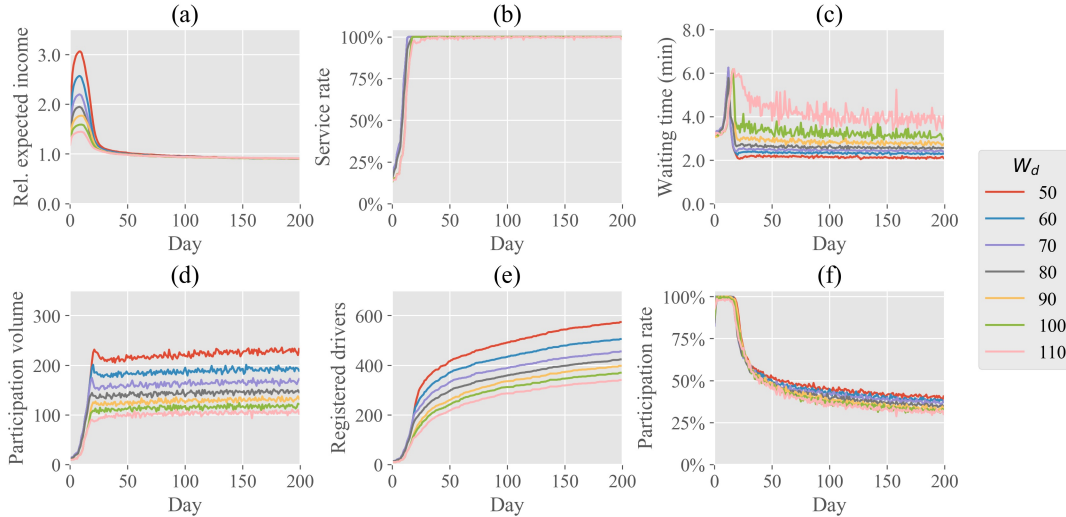 (a) (b) (c)
Rel. expected income
3.0
2.0
1.0
0.0
0 50 100 150 200
Day
Service rate
100%
75%
50%
25%
0%
0 50 100 150 200
Day
Waiting time (min)
8.0
6.0
4.0
2.0
0.0
0 50 100 150 200
Day
(d) (e) (f)
Participation volume
300
200
100
0
0 50 100 150 200
Day
Registered drivers
600
400
200
0
0 50 100 150 200
Day
Participation rate
100%
75%
50%
25%
0%
0 50 100 150 200
Day
W_d
50
60
70
80
90
100
110